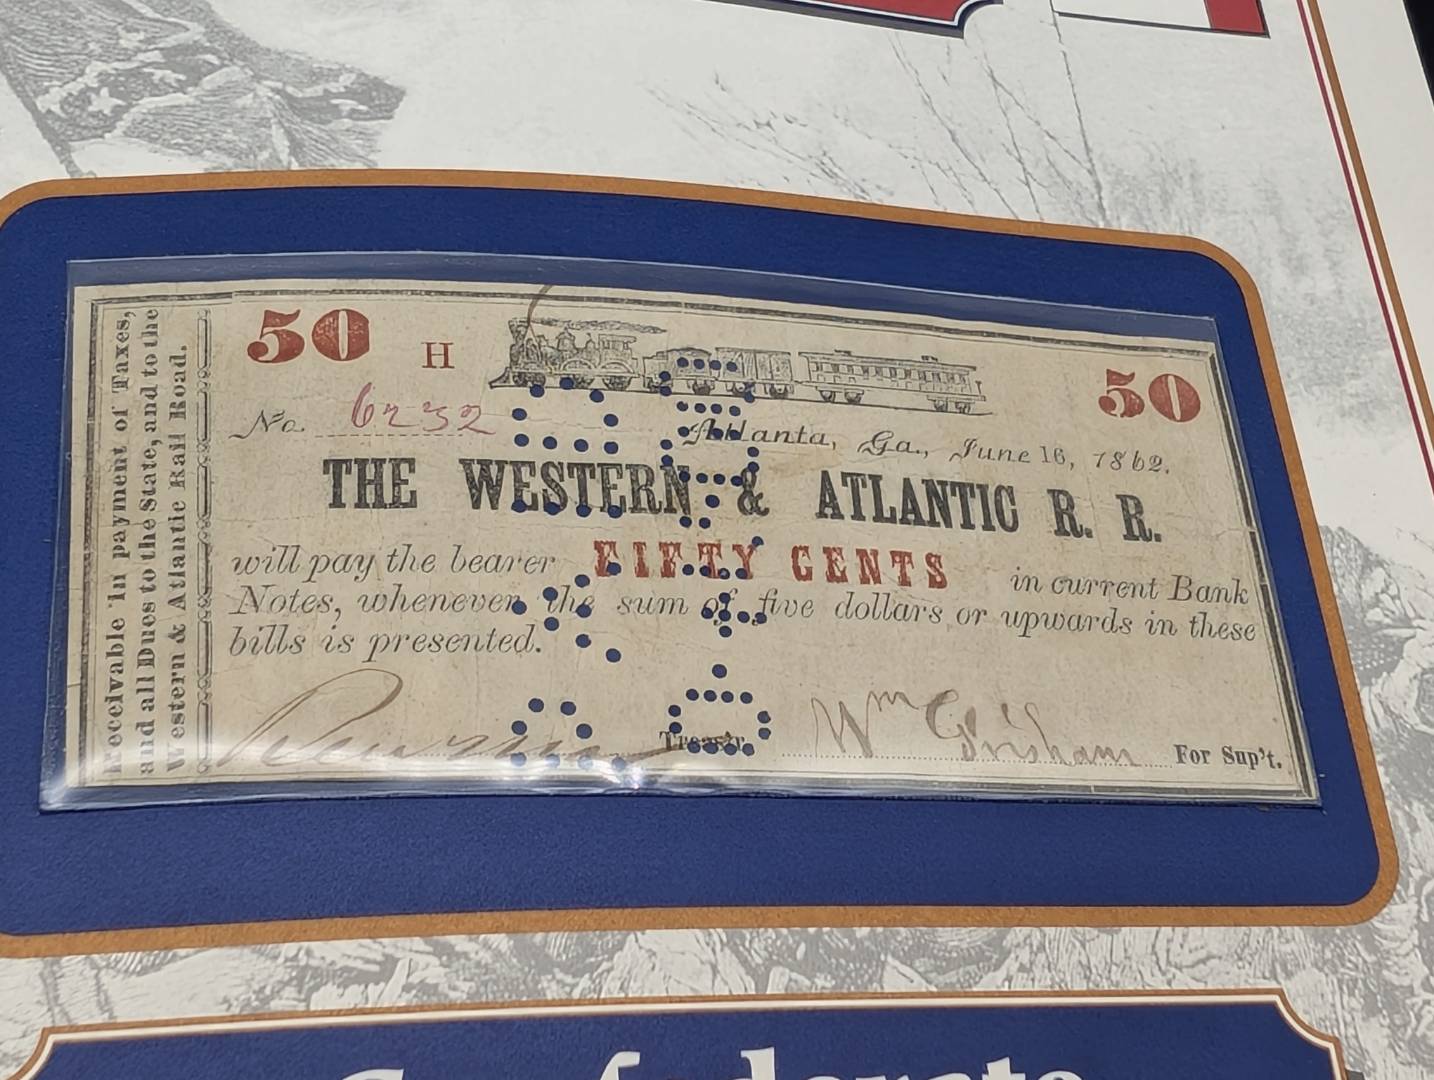 Receivable in payment of Taxes,
and all Dues to the State, and to the
Western & Atlantic Rail Road.
50 H 50
No. 6232
Atlanta, Ga., June 16, 1862.
THE WESTERN & ATLANTIC R. R.
will pay the bearer FIFTY CENTS in current Bank
Notes, whenever the sum of five dollars or upwards in these
bills is presented.
Treas'r. Wm Grisham For Sup't.
Confederate